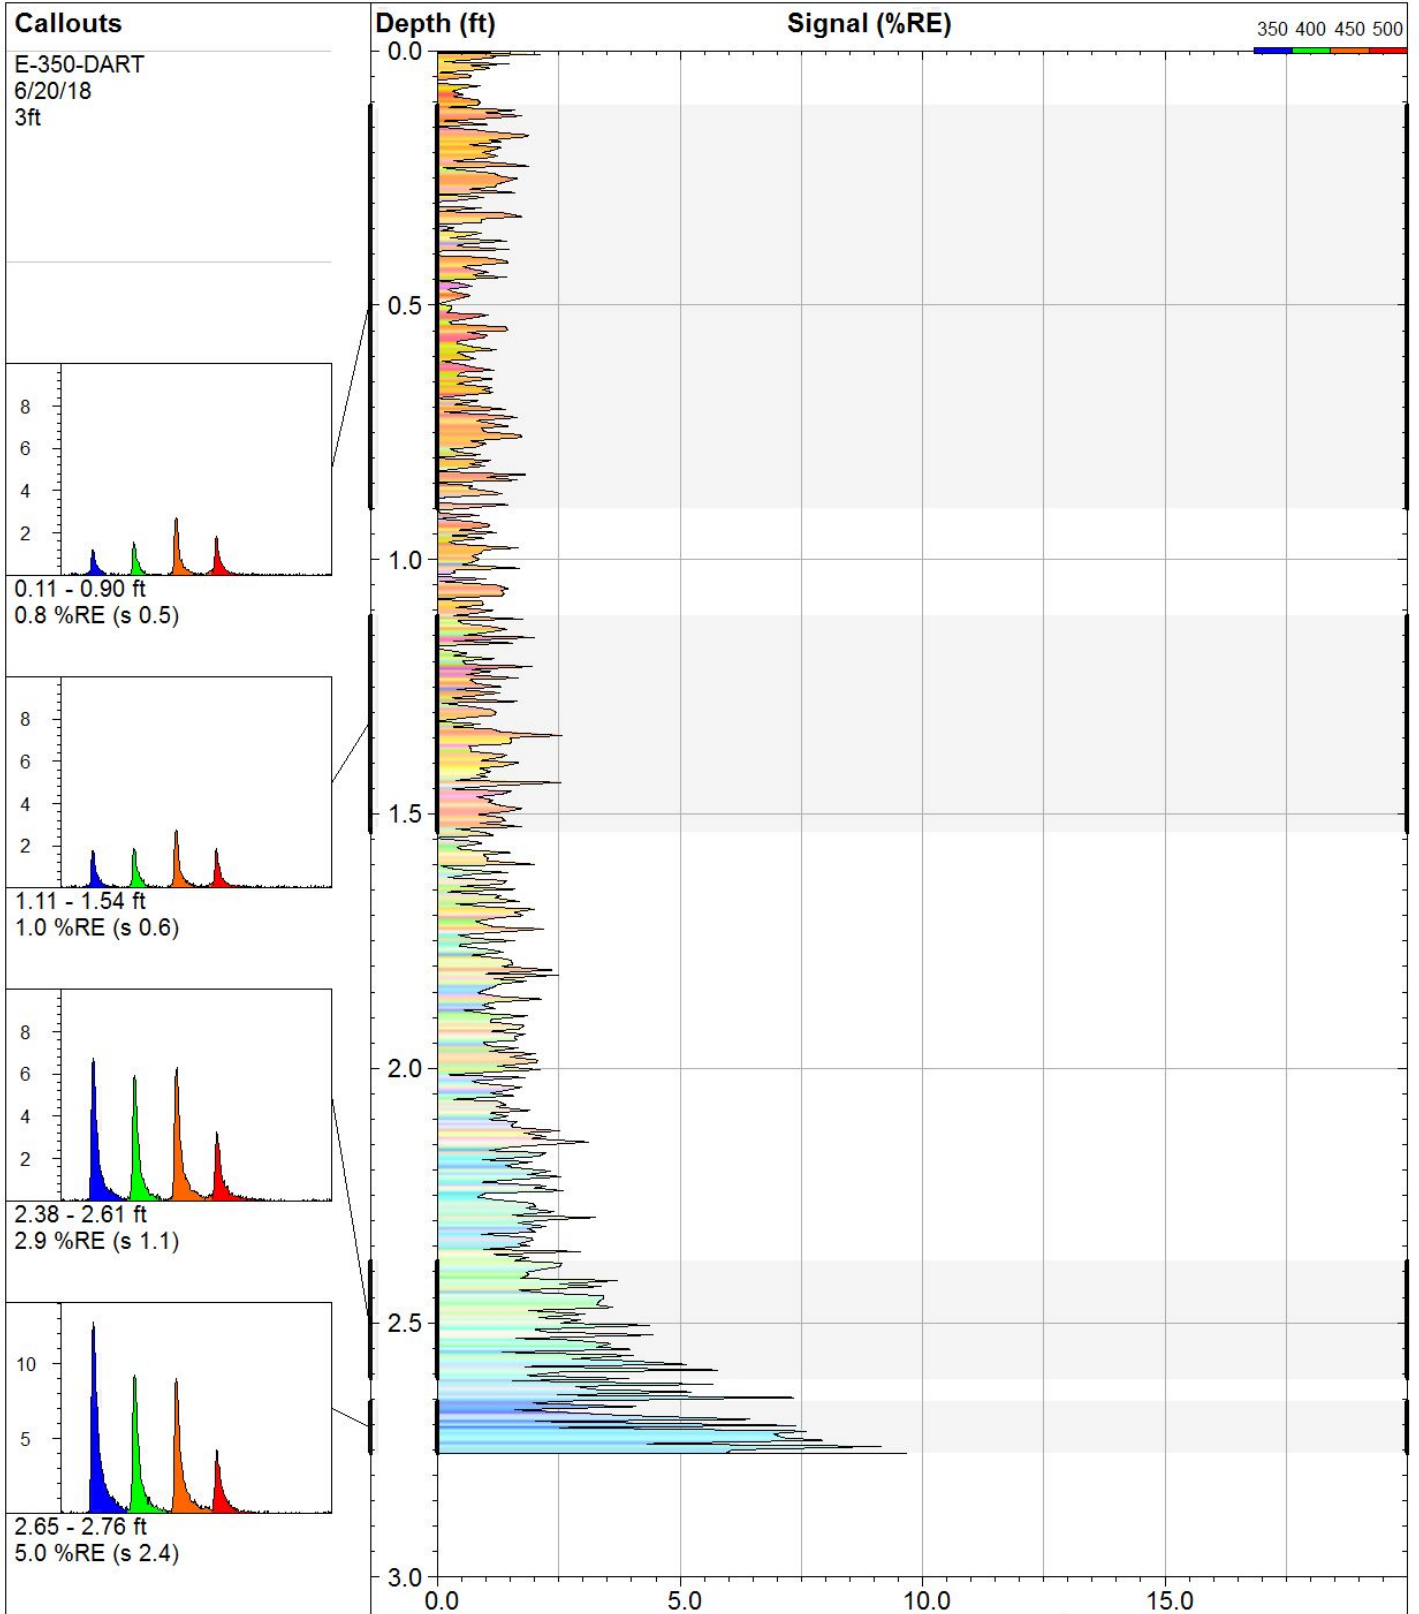 Callouts
E-350-DART
6/20/18
3ft
8
6
4
2
0.11 - 0.90 ft
0.8 %RE (s 0.5)
8
6
4
2
1.11 - 1.54 ft
1.0 %RE (s 0.6)
8
6
4
2
2.38 - 2.61 ft
2.9 %RE (s 1.1)
10
5
2.65 - 2.76 ft
5.0 %RE (s 2.4)
Depth (ft)
Signal (%RE)
350 400 450 500
0.0
0.5
1.0
1.5
2.0
2.5
3.0
0.0 5.0 10.0 15.0